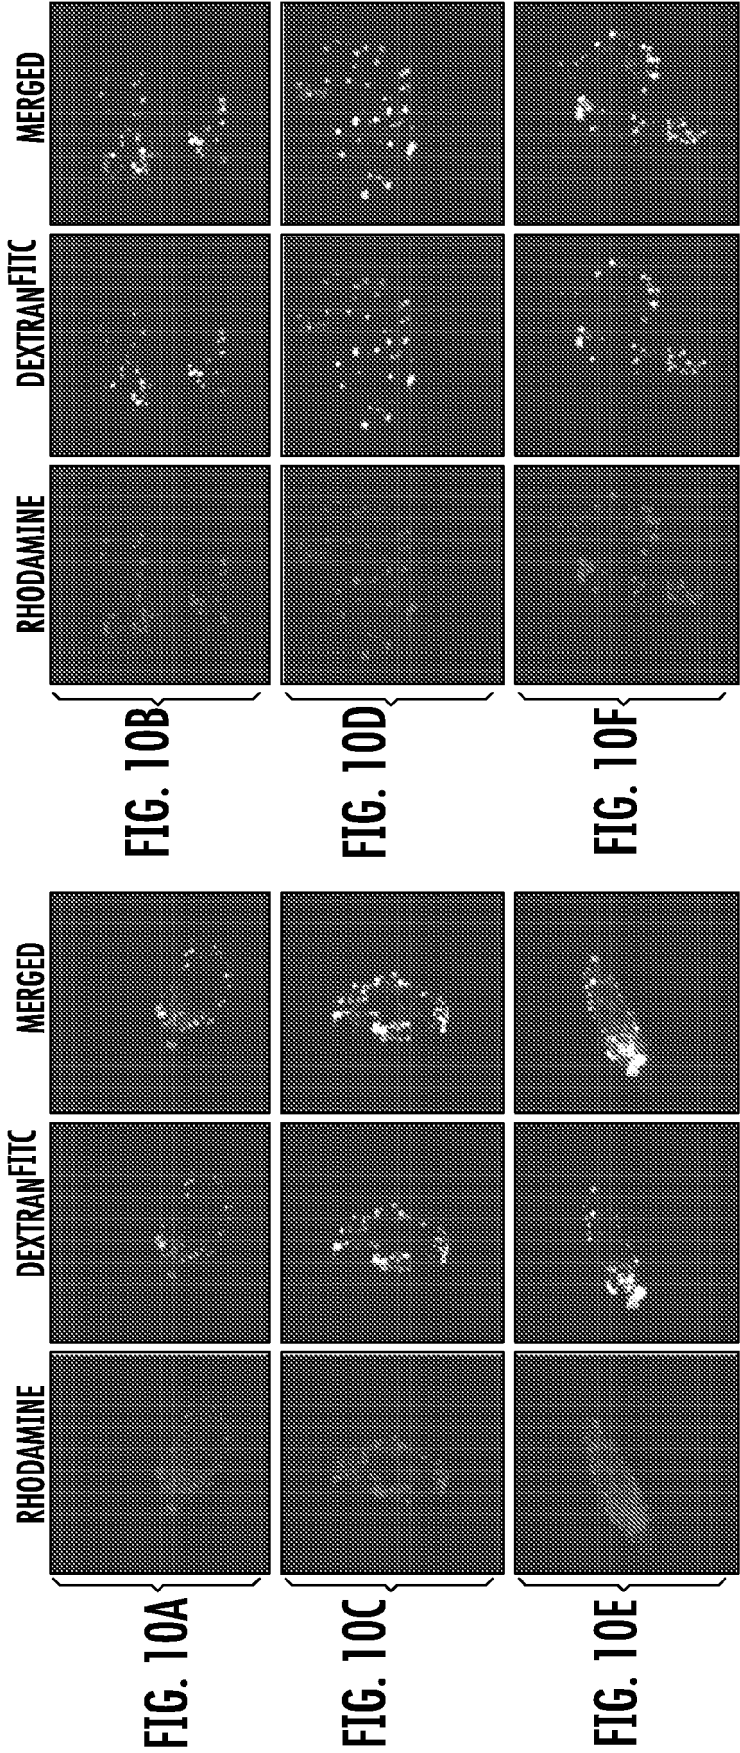 RHODAMINE
DEXTRANFITC
MERGED
FIG. 10A
FIG. 10C
FIG. 10E
RHODAMINE
DEXTRANFITC
MERGED
FIG. 10B
FIG. 10D
FIG. 10F